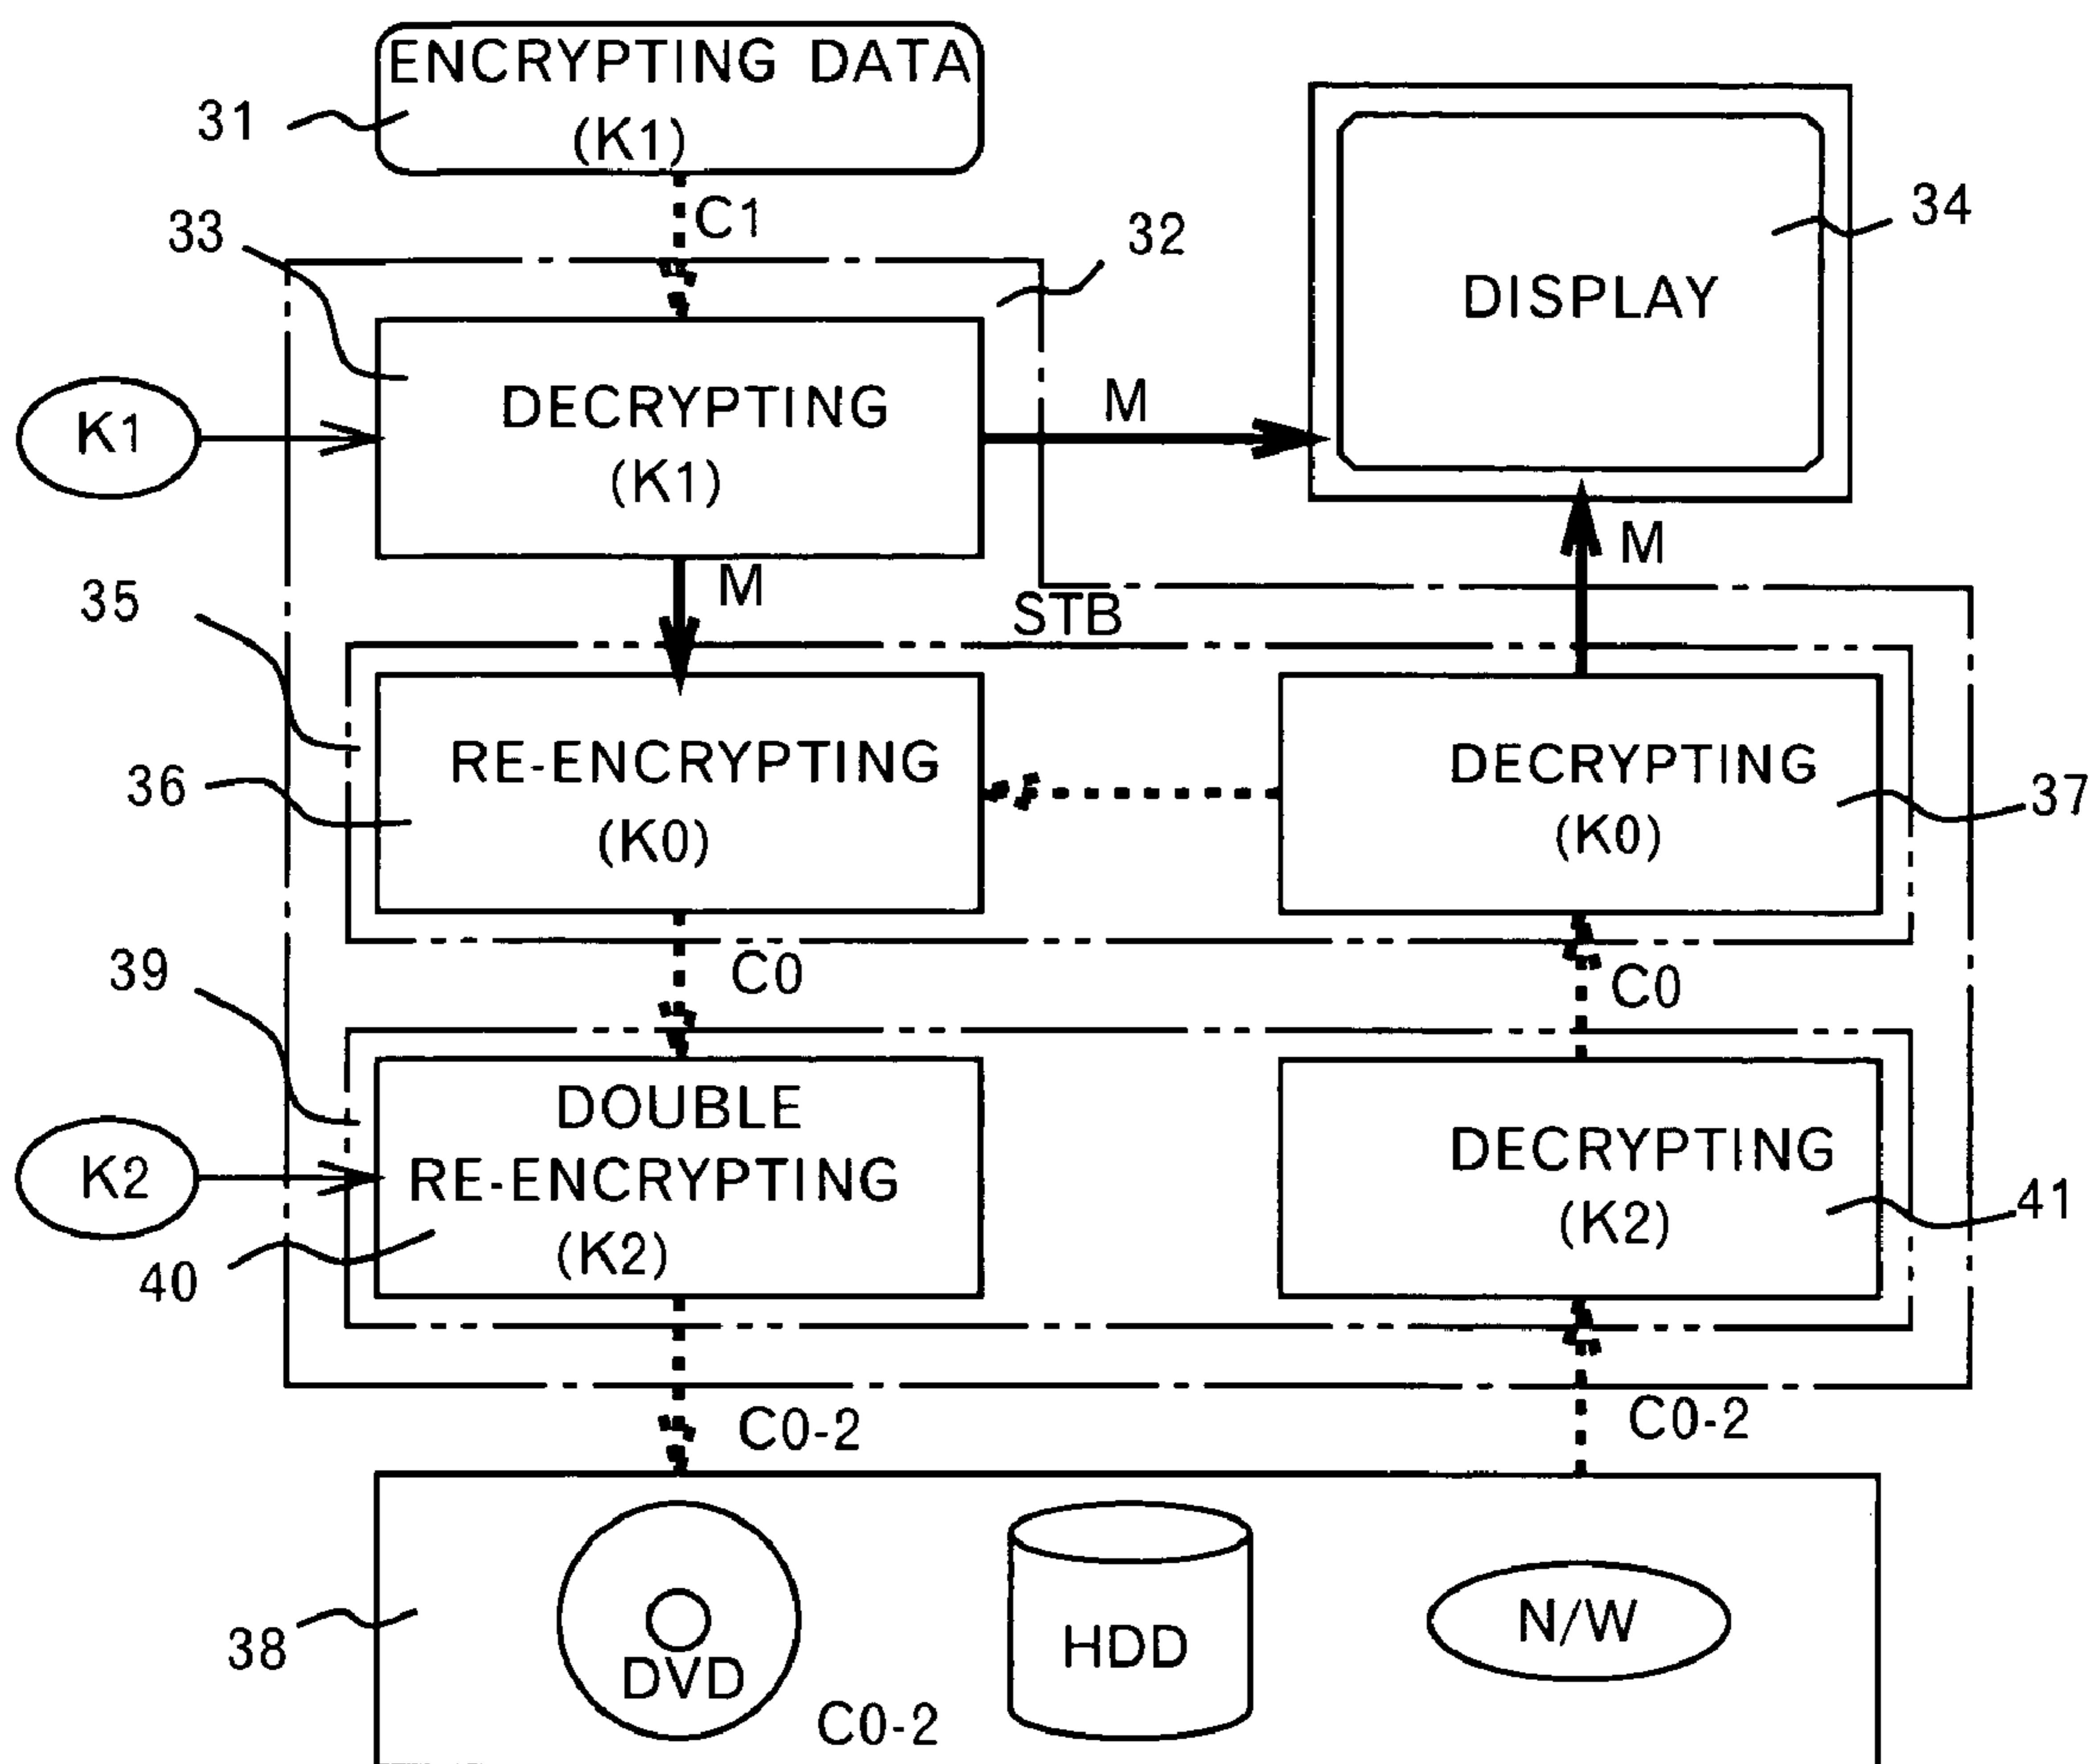 ENCRYPTING DATA
(K1)
31
C1
33
32
34
DISPLAY
K1
DECRYPTING
(K1)
M
M
M
35
STB
36
RE-ENCRYPTING
(K0)
DECRYPTING
(K0)
37
39
C0
C0
K2
DOUBLE
RE-ENCRYPTING
(K2)
40
DECRYPTING
(K2)
41
C0-2
C0-2
38
DVD
HDD
N/W
C0-2